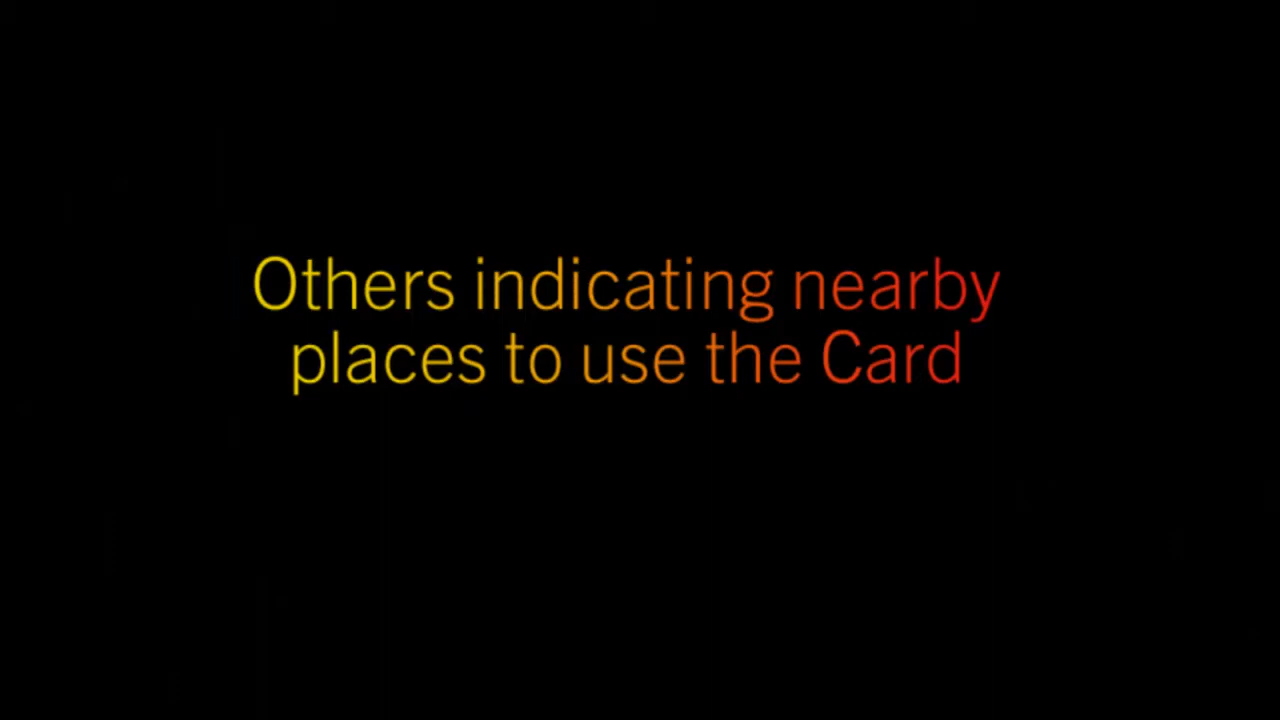 Others indicating nearby
places to use the Card